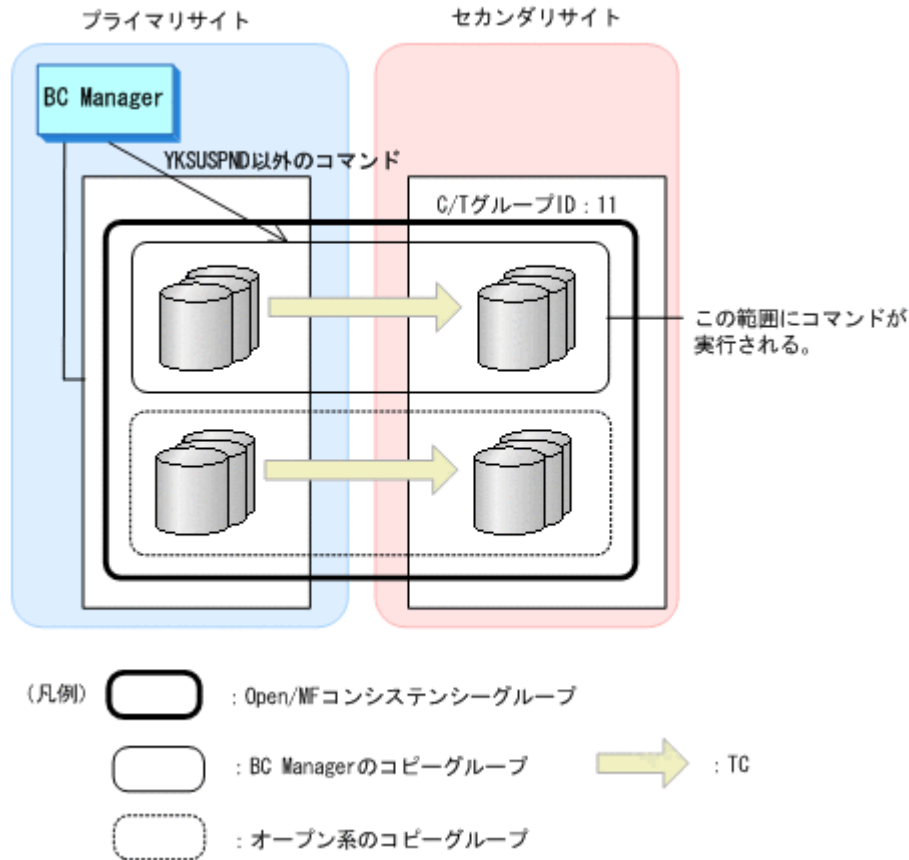 プライマリサイト
セカンダリサイト
BC Manager
YKSUSPND以外のコマンド
C/TグループID：11
この範囲にコマンドが
実行される。
(凡例)
：Open/MFコンシステンシーグループ
：BC Managerのコピーグループ
：TC
：オープン系のコピーグループ